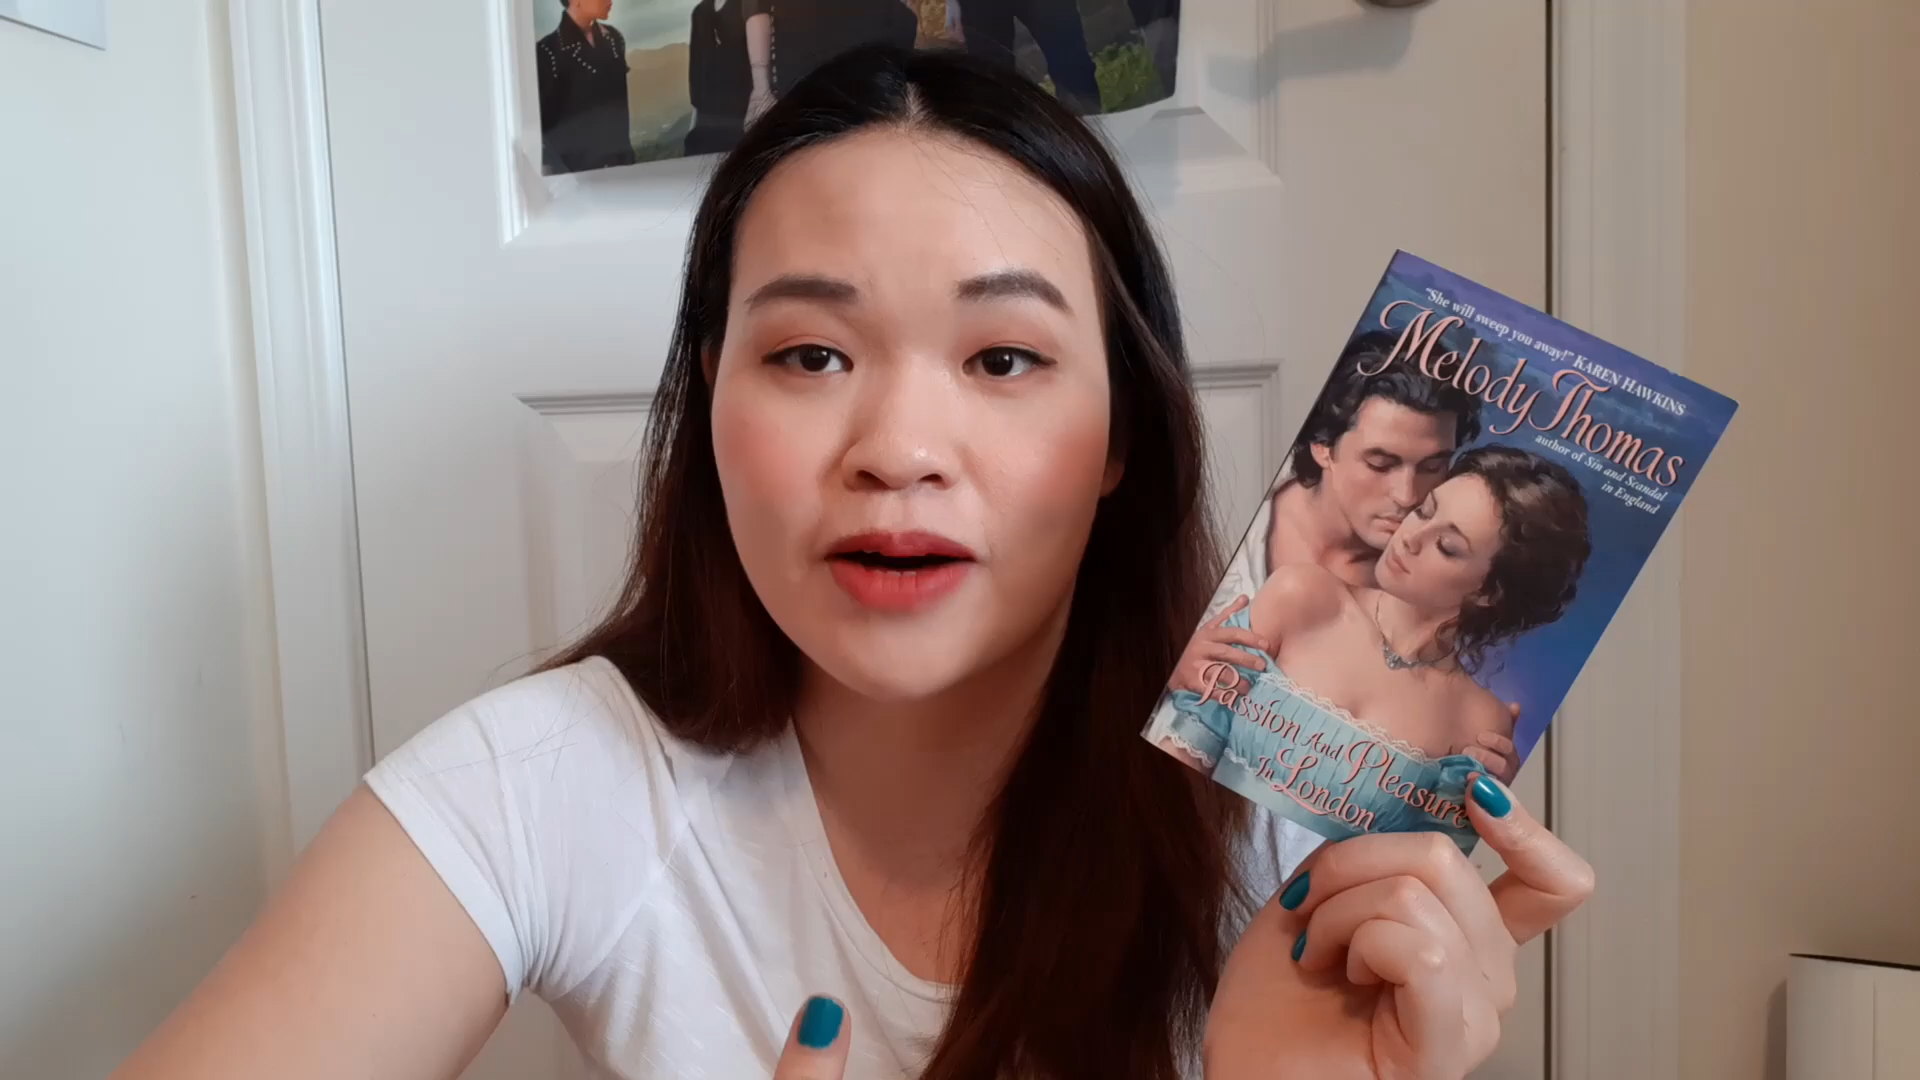 "She will sweep you away!" KAREN HAWKINS
Melody Thomas
author of Sin and Scandal
in England
Passion And Pleasure
In London